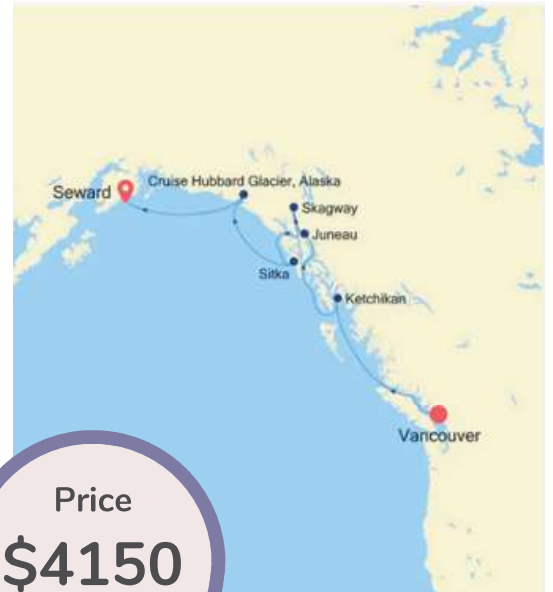 Cruise Hubbard Glacier, Alaska
Seward
Skagway
Juneau
Sitka
Ketchikan
Vancouver
Price
$4150